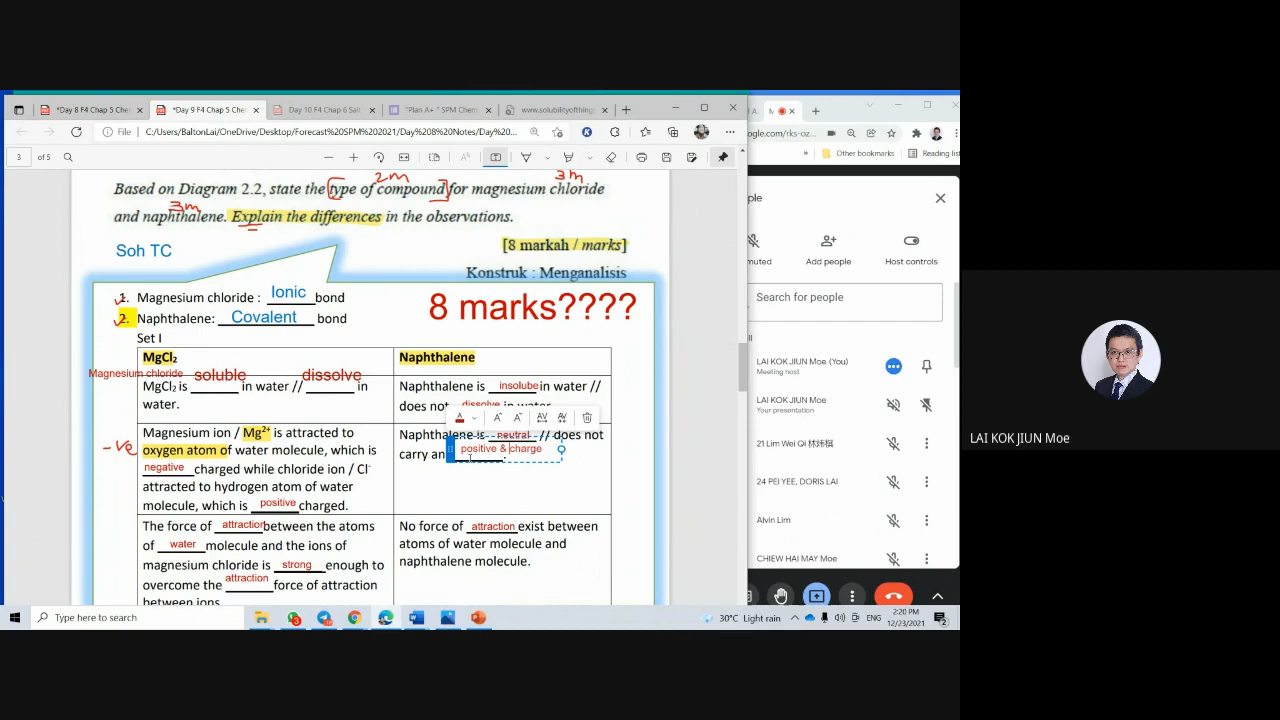 *Day 8 F4 Chap 5 Che
*Day 9 F4 Chap 5 Che
Day 10 F4 Chap 6 Salt
*Plan A+ * SPM Chem
www.solubilityofthing
File
C:/Users/BaltonLai/OneDrive/Desktop/Forecast%20SPM%202021/Day%208%20Notes/Day%20...
3 of 5
ogle.com/rks-oz...
Other bookmarks
Reading list
2m
3m
Based on Diagram 2.2, state the type of compound for magnesium chloride
3m
and naphthalene. Explain the differences in the observations.
Soh TC
[8 markah / marks]
Konstruk : Menganalisis
1. Magnesium chloride : Ionic bond
8 marks????
2. Naphthalene: Covalent bond
Set I
MgCl₂
Naphthalene
Magnesium chloride
MgCl₂ is soluble in water // dissolve in
water.
Naphthalene is insolube in water //
does not dissolve in water.
-ve
Magnesium ion / Mg²⁺ is attracted to
oxygen atom of water molecule, which is
negative charged while chloride ion / Cl⁻
attracted to hydrogen atom of water
molecule, which is positive charged.
Naphthalene is neutral // does not
carry an
positive & charge
The force of attraction between the atoms
of water molecule and the ions of
magnesium chloride is strong enough to
overcome the attraction force of attraction
between ions.
No force of attraction exist between
atoms of water molecule and
naphthalene molecule.
ple
muted
Add people
Host controls
Search for people
LAI KOK JIUN Moe (You)
Meeting host
LAI KOK JIUN Moe
Your presentation
21 Lim Wei Qi 林炜棋
24 PEI YEE, DORIS LAI
Alvin Lim
CHIEW HAI MAY Moe
LAI KOK JIUN Moe
Type here to search
30°C Light rain
ENG
2:20 PM
12/23/2021